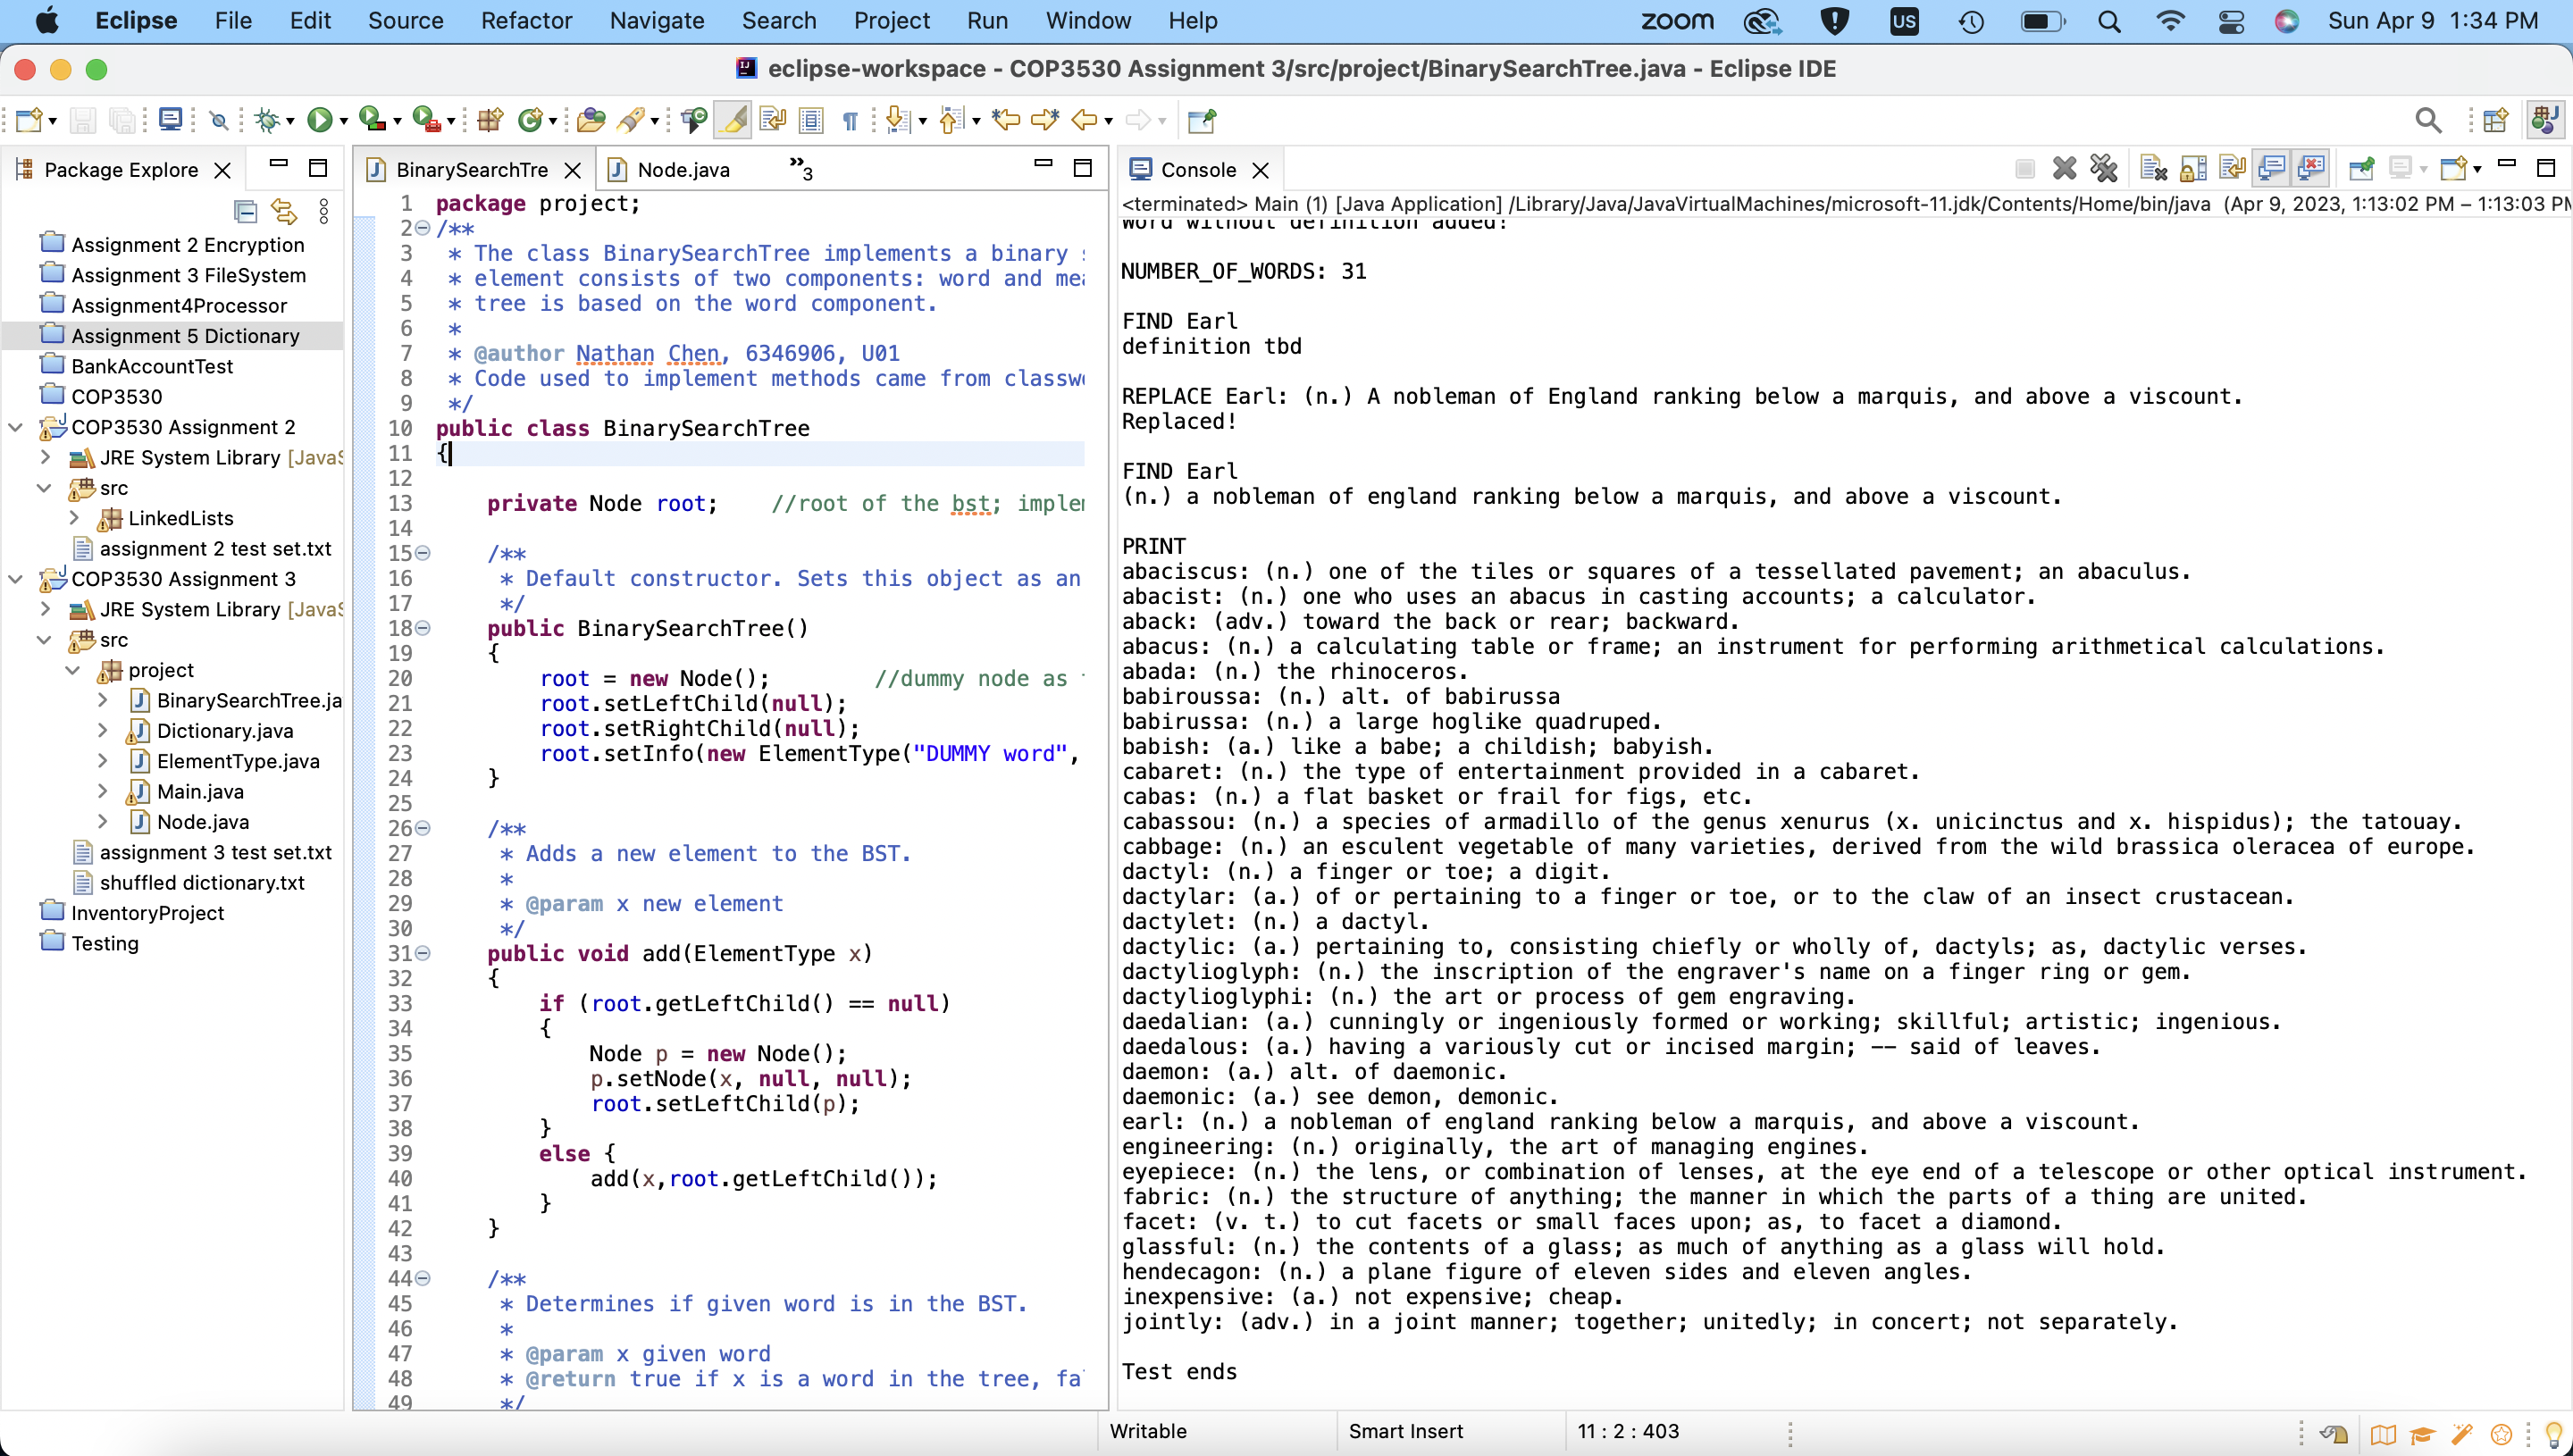 Eclipse File Edit Source Refactor Navigate Search Project Run Window Help zoom US Sun Apr 9 1:34 PM
eclipse-workspace - COP3530 Assignment 3/src/project/BinarySearchTree.java - Eclipse IDE
Package Explore
Assignment 2 Encryption
Assignment 3 FileSystem
Assignment4Processor
Assignment 5 Dictionary
BankAccountTest
COP3530
COP3530 Assignment 2
JRE System Library [JavaS
src
LinkedLists
assignment 2 test set.txt
COP3530 Assignment 3
JRE System Library [JavaS
src
project
BinarySearchTree.ja
Dictionary.java
ElementType.java
Main.java
Node.java
assignment 3 test set.txt
shuffled dictionary.txt
InventoryProject
Testing
BinarySearchTre Node.java »3
1 package project;
2 /**
3 * The class BinarySearchTree implements a binary s
4 * element consists of two components: word and mea
5 * tree is based on the word component.
6 *
7 * @author Nathan Chen, 6346906, U01
8 * Code used to implement methods came from classwo
9 */
10 public class BinarySearchTree
11 {
12
13 private Node root; //root of the bst; implem
14
15 /**
16 * Default constructor. Sets this object as an
17 */
18 public BinarySearchTree()
19 {
20 root = new Node(); //dummy node as
21 root.setLeftChild(null);
22 root.setRightChild(null);
23 root.setInfo(new ElementType("DUMMY word",
24 }
25
26 /**
27 * Adds a new element to the BST.
28 *
29 * @param x new element
30 */
31 public void add(ElementType x)
32 {
33 if (root.getLeftChild() == null)
34 {
35 Node p = new Node();
36 p.setNode(x, null, null);
37 root.setLeftChild(p);
38 }
39 else {
40 add(x,root.getLeftChild());
41 }
42 }
43
44 /**
45 * Determines if given word is in the BST.
46 *
47 * @param x given word
48 * @return true if x is a word in the tree, fa
49 */
Console
<terminated> Main (1) [Java Application] /Library/Java/JavaVirtualMachines/microsoft-11.jdk/Contents/Home/bin/java (Apr 9, 2023, 1:13:02 PM – 1:13:03 PM
Word without definition added!
NUMBER_OF_WORDS: 31
FIND Earl
definition tbd
REPLACE Earl: (n.) A nobleman of England ranking below a marquis, and above a viscount.
Replaced!
FIND Earl
(n.) a nobleman of england ranking below a marquis, and above a viscount.
PRINT
abaciscus: (n.) one of the tiles or squares of a tessellated pavement; an abaculus.
abacist: (n.) one who uses an abacus in casting accounts; a calculator.
aback: (adv.) toward the back or rear; backward.
abacus: (n.) a calculating table or frame; an instrument for performing arithmetical calculations.
abada: (n.) the rhinoceros.
babiroussa: (n.) alt. of babirussa
babirussa: (n.) a large hoglike quadruped.
babish: (a.) like a babe; a childish; babyish.
cabaret: (n.) the type of entertainment provided in a cabaret.
cabas: (n.) a flat basket or frail for figs, etc.
cabassou: (n.) a species of armadillo of the genus xenurus (x. unicinctus and x. hispidus); the tatouay.
cabbage: (n.) an esculent vegetable of many varieties, derived from the wild brassica oleracea of europe.
dactyl: (n.) a finger or toe; a digit.
dactylar: (a.) of or pertaining to a finger or toe, or to the claw of an insect crustacean.
dactylet: (n.) a dactyl.
dactylic: (a.) pertaining to, consisting chiefly or wholly of, dactyls; as, dactylic verses.
dactylioglyph: (n.) the inscription of the engraver's name on a finger ring or gem.
dactylioglyphi: (n.) the art or process of gem engraving.
daedalian: (a.) cunningly or ingeniously formed or working; skillful; artistic; ingenious.
daedalous: (a.) having a variously cut or incised margin; -- said of leaves.
daemon: (a.) alt. of daemonic.
daemonic: (a.) see demon, demonic.
earl: (n.) a nobleman of england ranking below a marquis, and above a viscount.
engineering: (n.) originally, the art of managing engines.
eyepiece: (n.) the lens, or combination of lenses, at the eye end of a telescope or other optical instrument.
fabric: (n.) the structure of anything; the manner in which the parts of a thing are united.
facet: (v. t.) to cut facets or small faces upon; as, to facet a diamond.
glassful: (n.) the contents of a glass; as much of anything as a glass will hold.
hendecagon: (n.) a plane figure of eleven sides and eleven angles.
inexpensive: (a.) not expensive; cheap.
jointly: (adv.) in a joint manner; together; unitedly; in concert; not separately.
Test ends
Writable Smart Insert 11 : 2 : 403